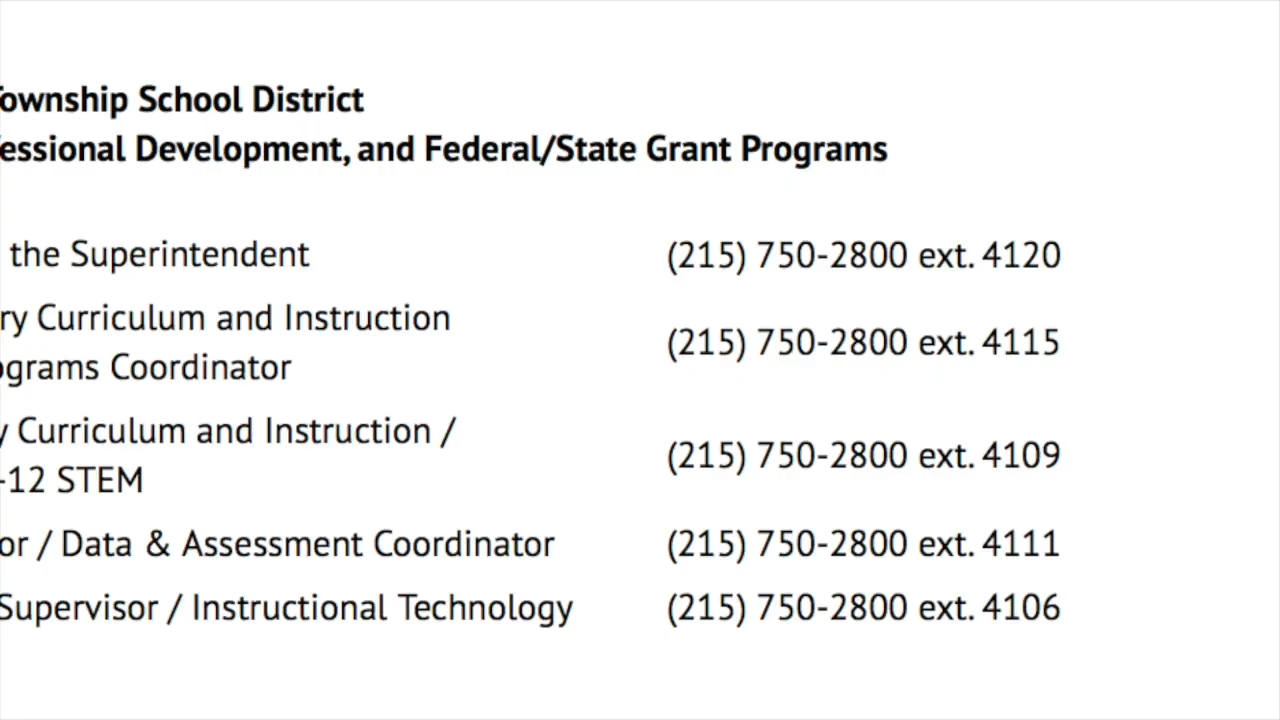 Township School District
essional Development, and Federal/State Grant Programs
the Superintendent (215) 750-2800 ext. 4120
ry Curriculum and Instruction
ograms Coordinator (215) 750-2800 ext. 4115
y Curriculum and Instruction /
-12 STEM (215) 750-2800 ext. 4109
or / Data & Assessment Coordinator (215) 750-2800 ext. 4111
Supervisor / Instructional Technology (215) 750-2800 ext. 4106